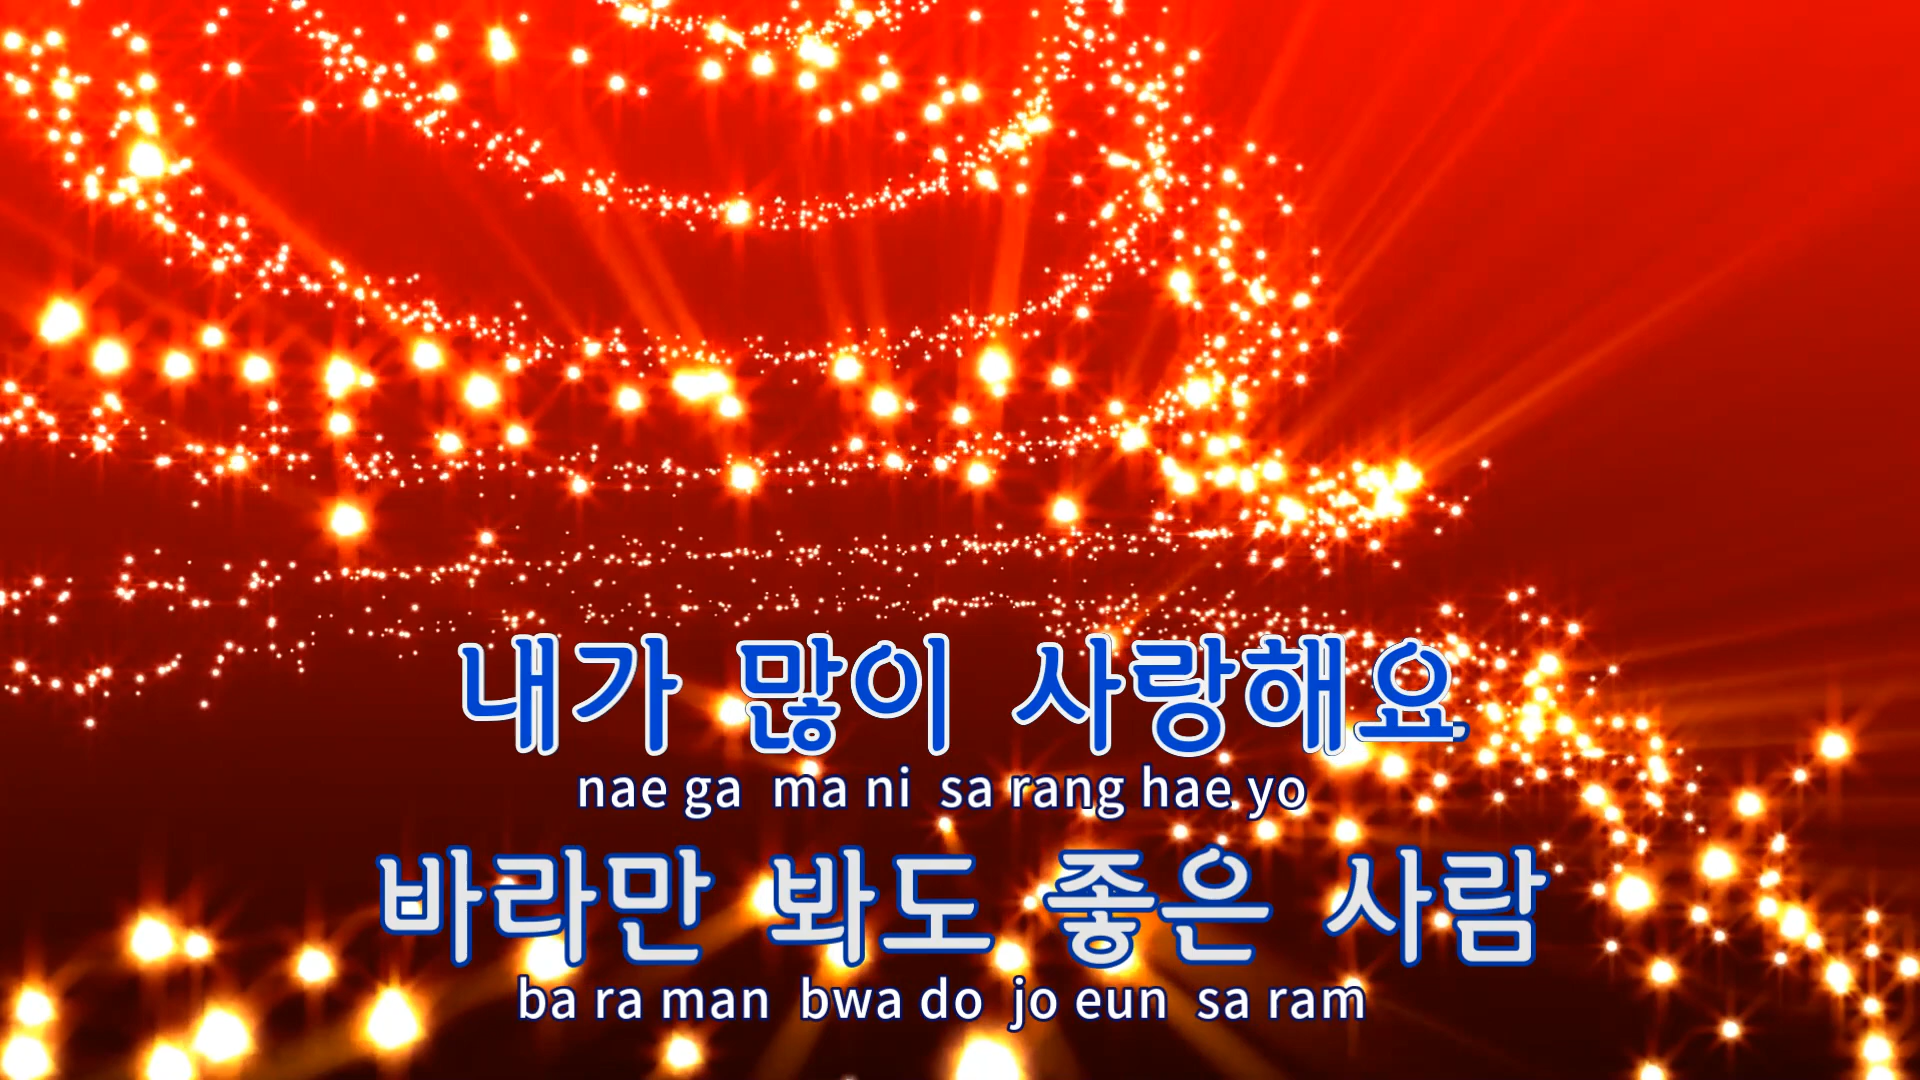 내가 많이 사랑해요
nae ga ma ni sa rang hae yo
바라만 봐도 좋은 사람
ba ra man bwa do jo eun sa ram